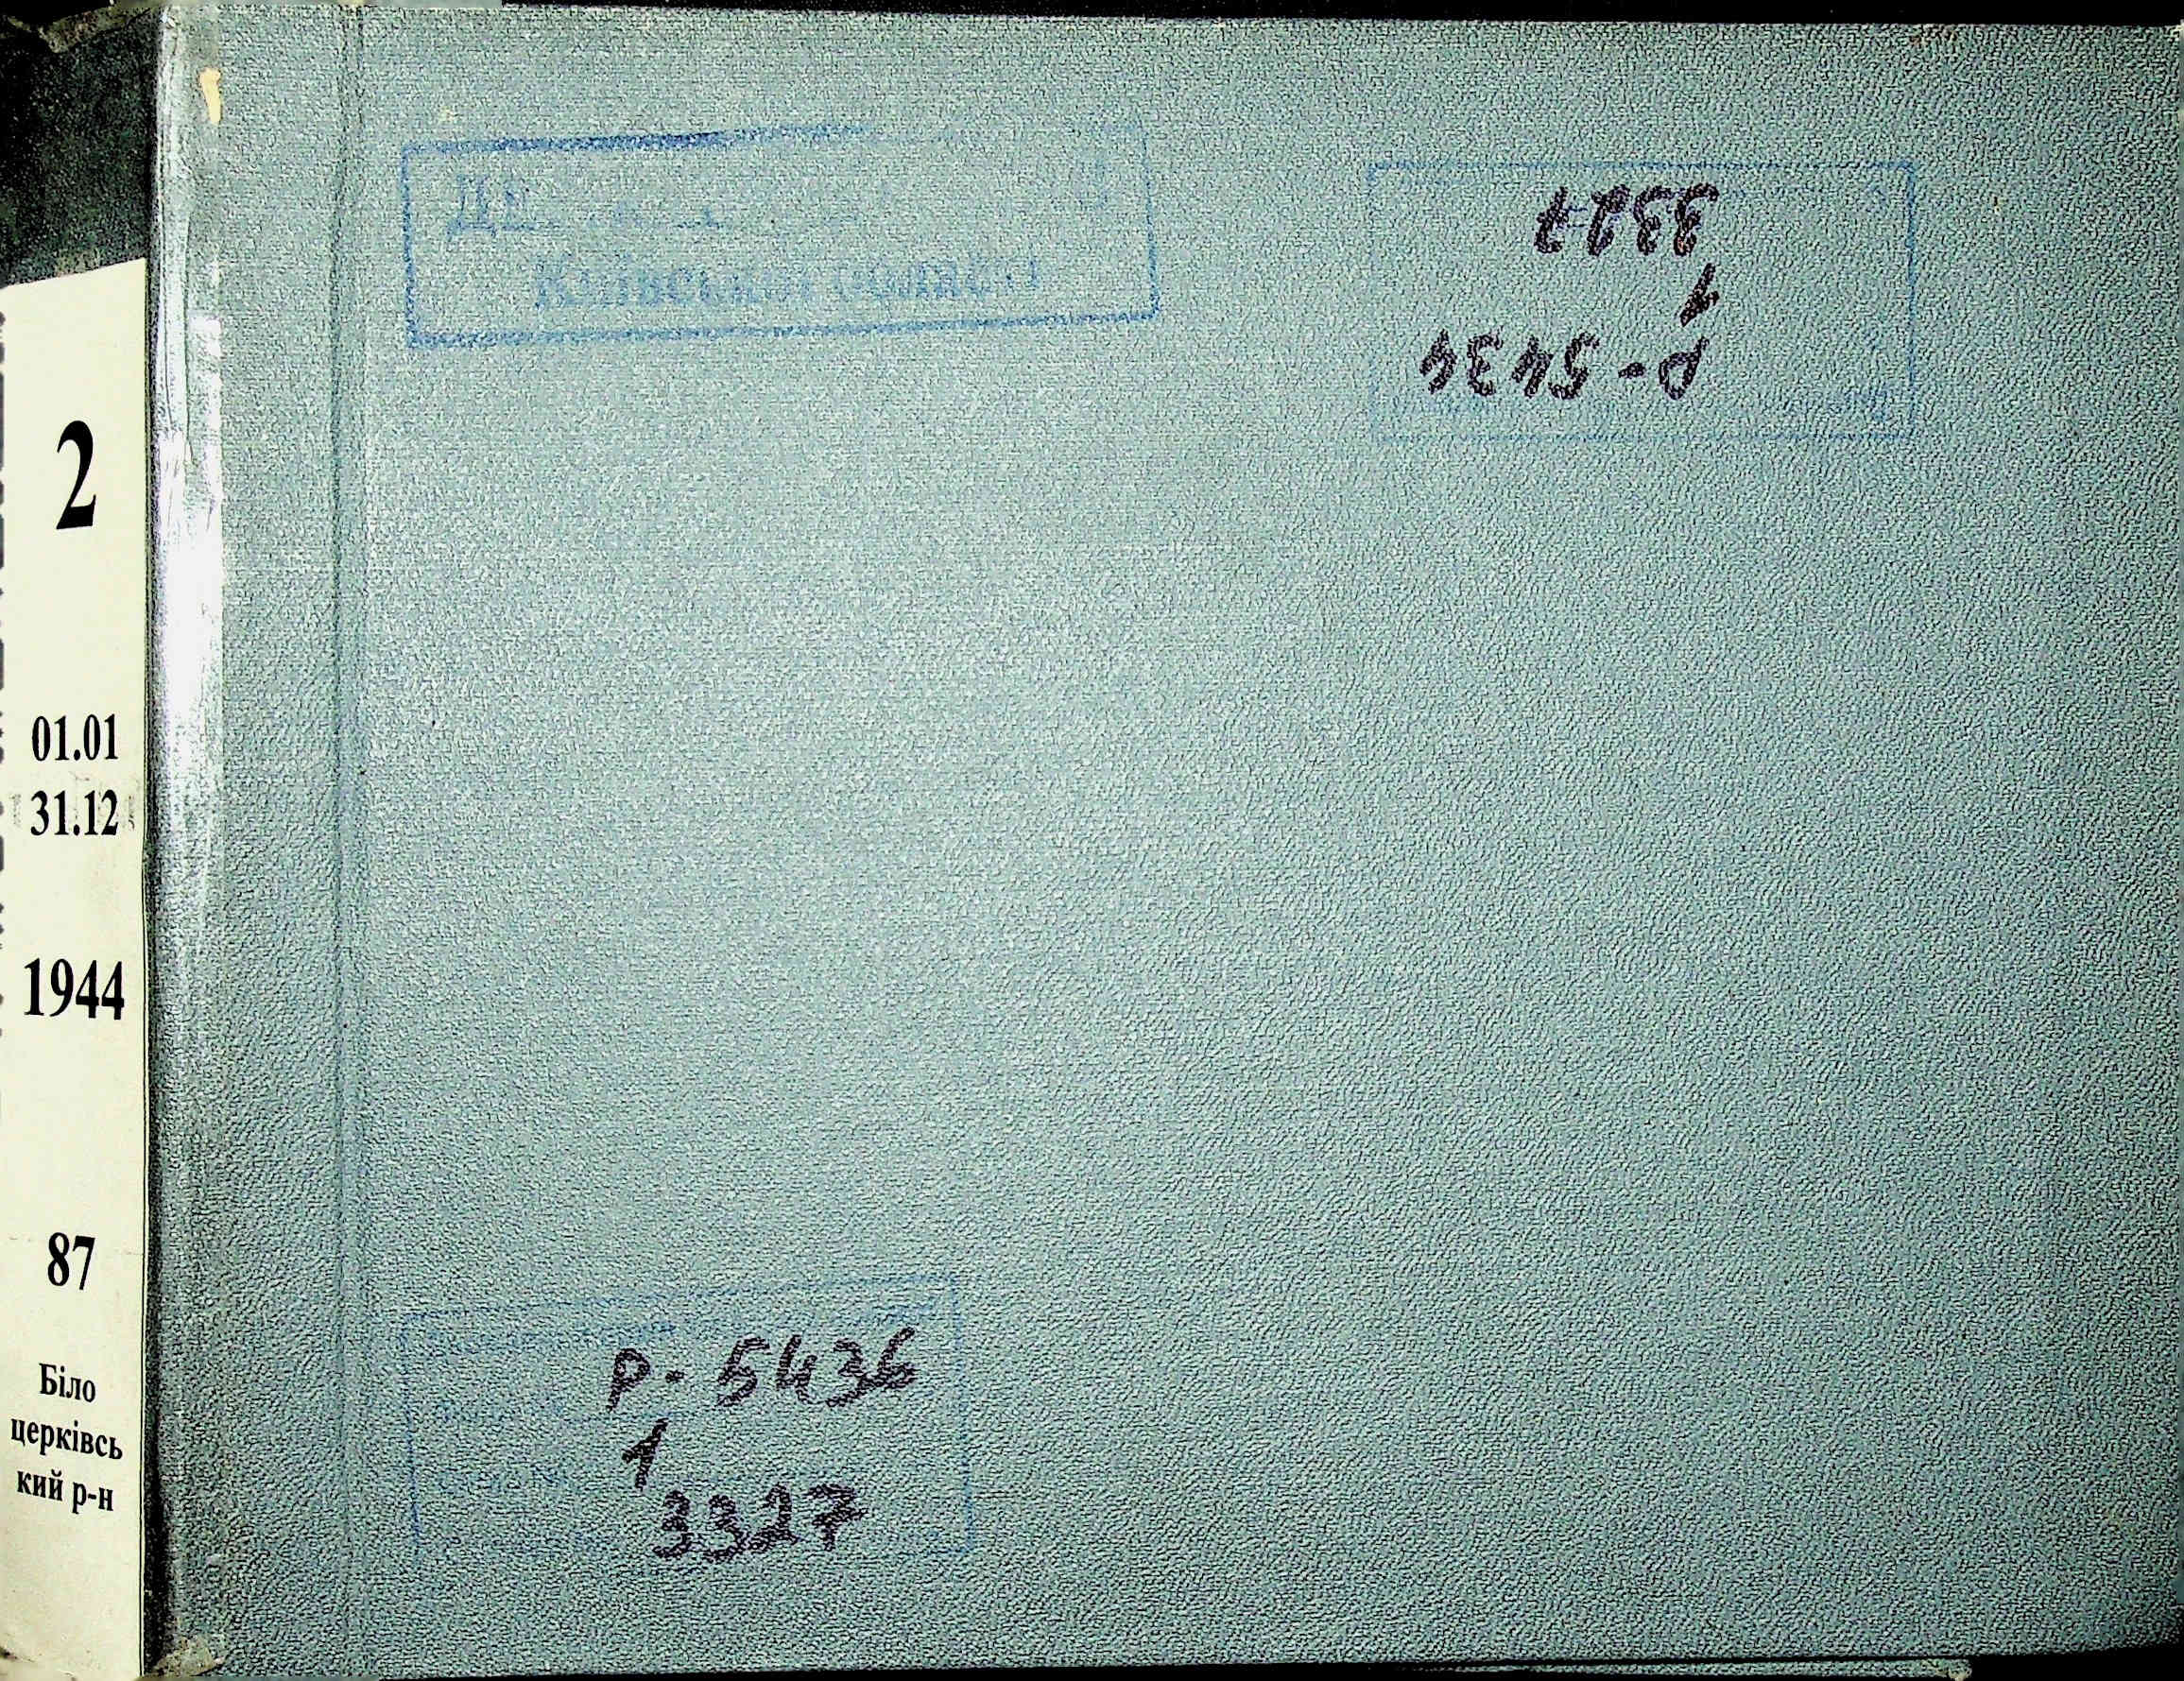 2
01.01
31.12
1944
87
Біло
церківсь
кий р-н
Київської області
Р-5434
1
3327
Р-5436
1
3327